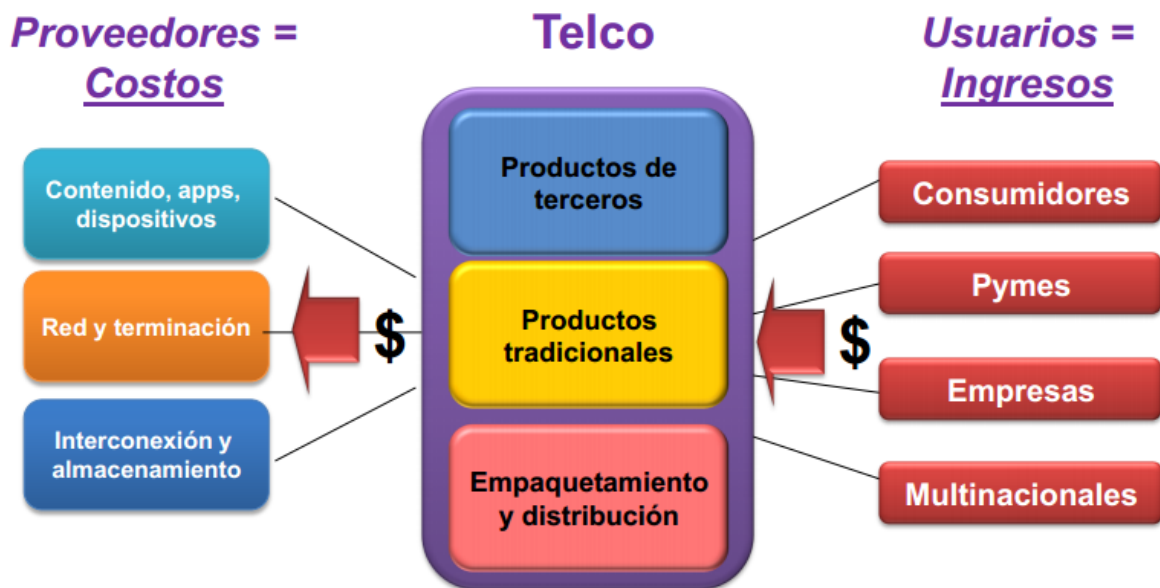 Proveedores =
Costos
Telco
Usuarios =
Ingresos
Contenido, apps,
dispositivos
Red y terminación
Interconexión y
almacenamiento
$
Productos de
terceros
Productos
tradicionales
Empaquetamiento
y distribución
$
Consumidores
Pymes
Empresas
Multinacionales